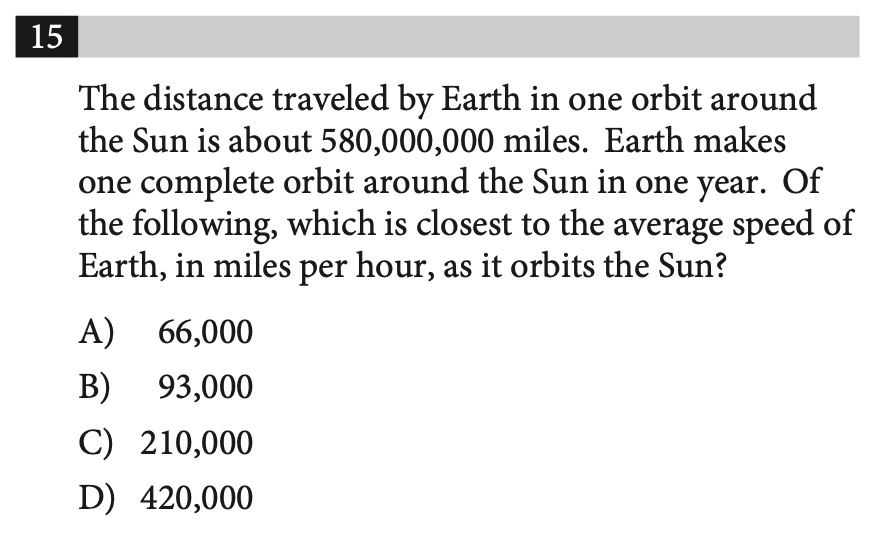 15
The distance traveled by Earth in one orbit around
the Sun is about 580,000,000 miles. Earth makes
one complete orbit around the Sun in one year. Of
the following, which is closest to the average speed of
Earth, in miles per hour, as it orbits the Sun?
A) 66,000
B) 93,000
C) 210,000
D) 420,000